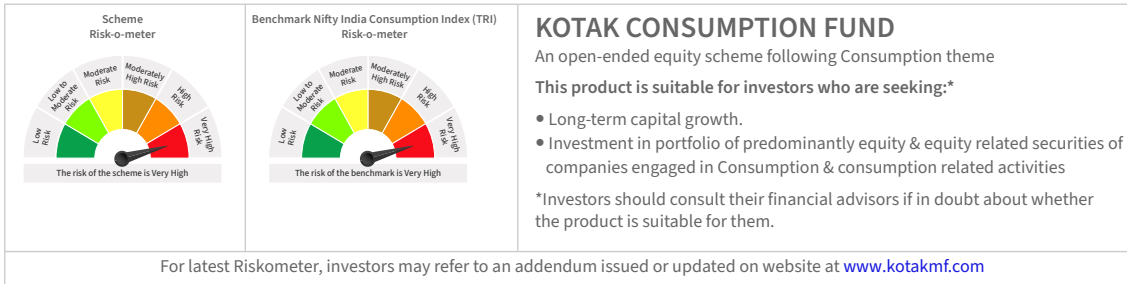 Scheme
Risk-o-meter
Low
Risk
Low to
Moderate
Risk
Moderate
Risk
Moderately
High Risk
High
Risk
Very High
Risk
The risk of the scheme is Very High
Benchmark Nifty India Consumption Index (TRI)
Risk-o-meter
Low
Risk
Low to
Moderate
Risk
Moderate
Risk
Moderately
High Risk
High
Risk
Very High
Risk
The risk of the benchmark is Very High
KOTAK CONSUMPTION FUND
An open-ended equity scheme following Consumption theme
This product is suitable for investors who are seeking:*
• Long-term capital growth.
• Investment in portfolio of predominantly equity & equity related securities of
companies engaged in Consumption & consumption related activities
*Investors should consult their financial advisors if in doubt about whether
the product is suitable for them.
For latest Riskometer, investors may refer to an addendum issued or updated on website at www.kotakmf.com